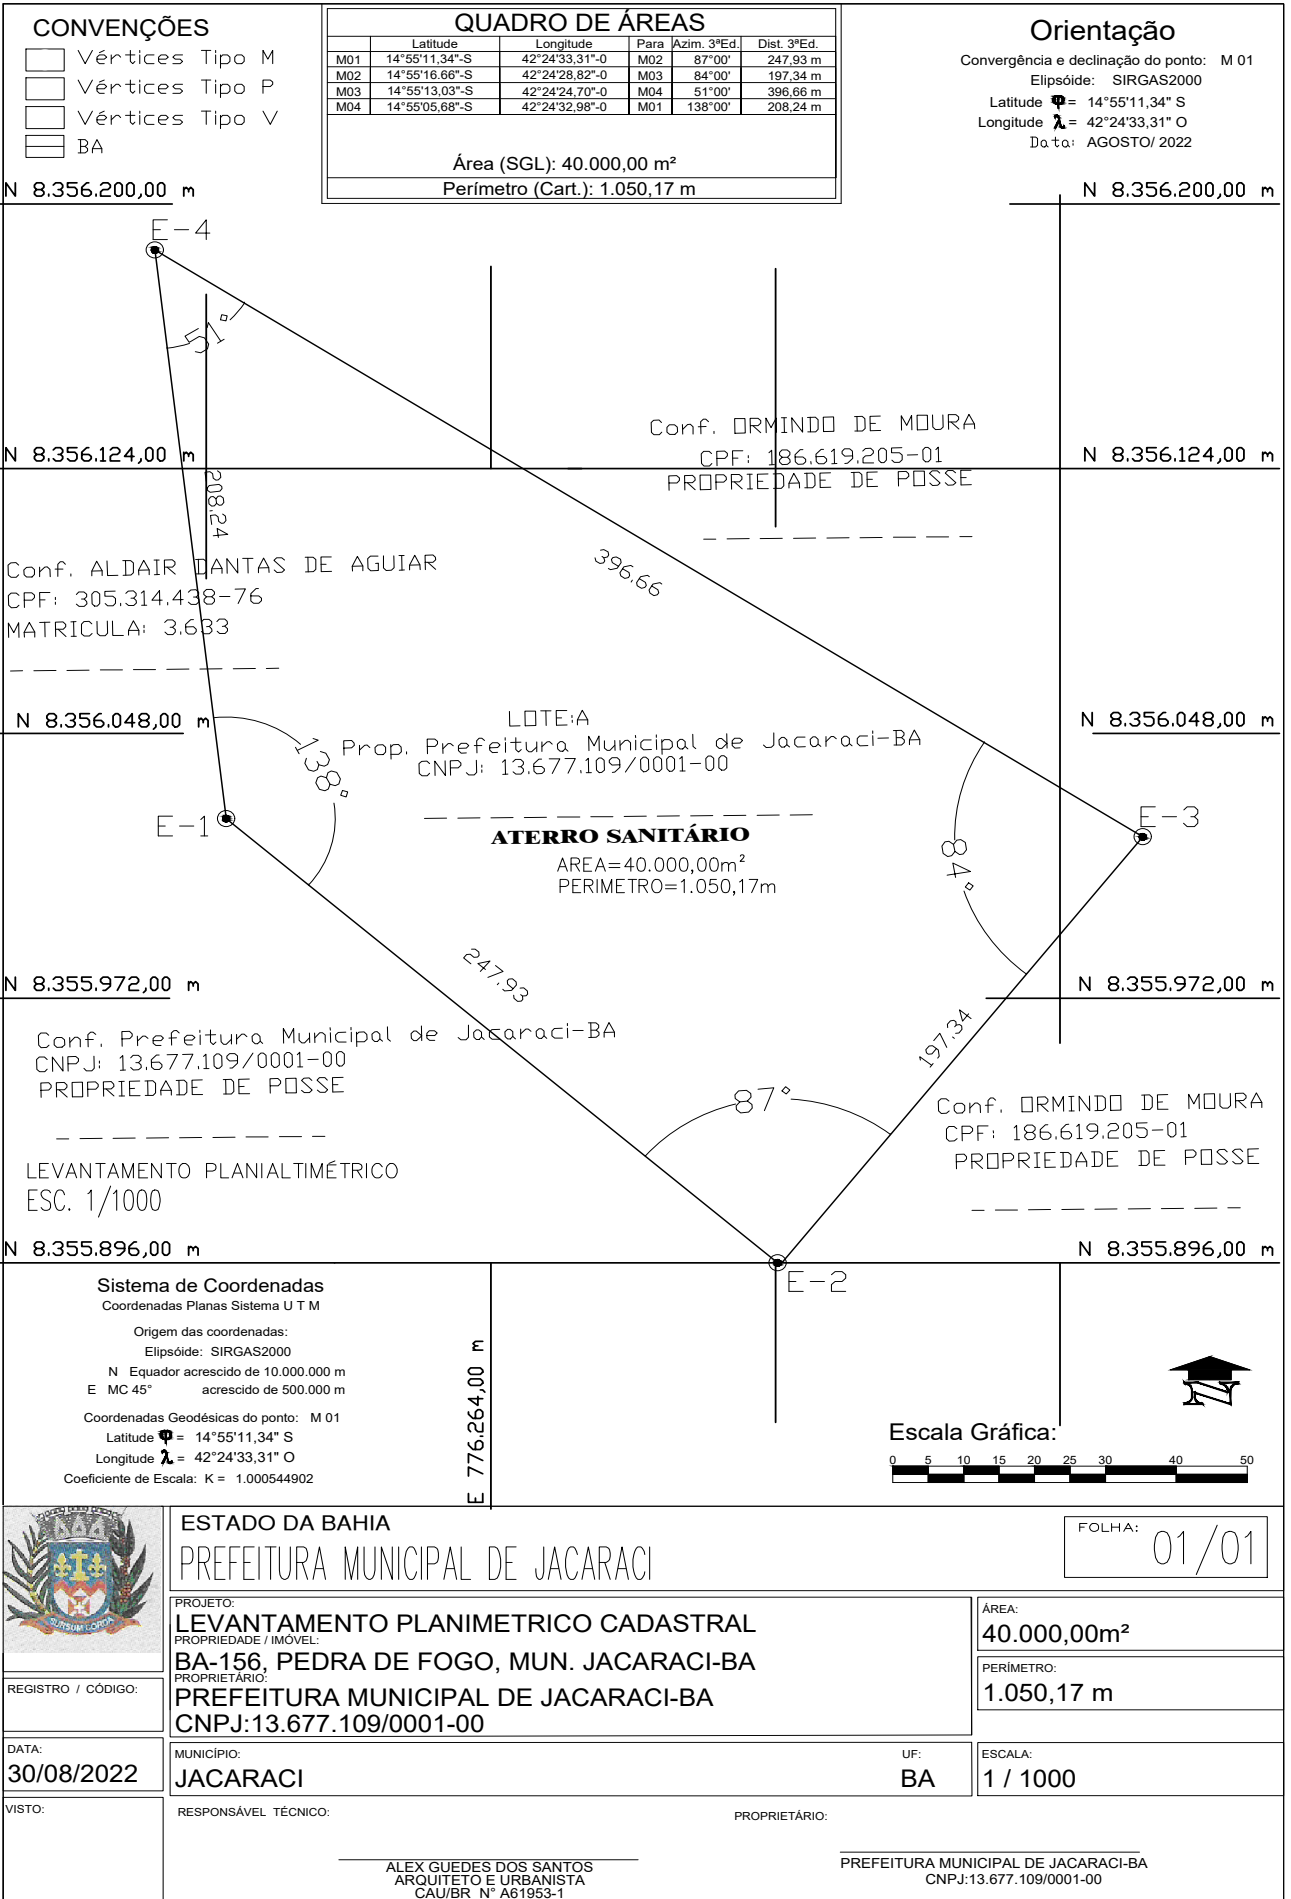 CONVENÇÕES
Vértices Tipo M
Vértices Tipo P
Vértices Tipo V
BA
QUADRO DE ÁREAS
Latitude Longitude Para Azim. 3ªEd. Dist. 3ªEd.
M01 14°55'11,34"-S 42°24'33,31"-0 M02 87°00' 247,93 m
M02 14°55'16.66"-S 42°24'28,82"-0 M03 84°00' 197,34 m
M03 14°55'13,03"-S 42°24'24,70"-0 M04 51°00' 396,66 m
M04 14°55'05,68"-S 42°24'32,98"-0 M01 138°00' 208,24 m
Área (SGL): 40.000,00 m²
Perímetro (Cart.): 1.050,17 m
Orientação
Convergência e declinação do ponto: M 01
Elipsóide: SIRGAS2000
Latitude φ = 14°55'11,34" S
Longitude λ = 42°24'33,31" O
Data: AGOSTO/ 2022
N 8.356.200,00 m
N 8.356.200,00 m
E-4
51°
Conf. ORMINDO DE MOURA
CPF: 186.619.205-01
PROPRIEDADE DE POSSE
N 8.356.124,00 m
N 8.356.124,00 m
208.24
396.66
Conf. ALDAIR DANTAS DE AGUIAR
CPF: 305.314.438-76
MATRICULA: 3.633
N 8.356.048,00 m
N 8.356.048,00 m
LOTE:A
Prop. Prefeitura Municipal de Jacaraci-BA
CNPJ: 13.677.109/0001-00
138°
E-1
E-3
ATERRO SANITÁRIO
AREA=40.000,00m²
PERIMETRO=1.050,17m
84°
247.93
N 8.355.972,00 m
N 8.355.972,00 m
197.34
Conf. Prefeitura Municipal de Jacaraci-BA
CNPJ: 13.677.109/0001-00
PROPRIEDADE DE POSSE
87°
Conf. ORMINDO DE MOURA
CPF: 186.619.205-01
PROPRIEDADE DE POSSE
LEVANTAMENTO PLANIALTIMÉTRICO
ESC. 1/1000
N 8.355.896,00 m
N 8.355.896,00 m
E-2
Sistema de Coordenadas
Coordenadas Planas Sistema U T M
Origem das coordenadas:
Elipsóide: SIRGAS2000
N Equador acrescido de 10.000.000 m
E MC 45° acrescido de 500.000 m
Coordenadas Geodésicas do ponto: M 01
Latitude φ = 14°55'11,34" S
Longitude λ = 42°24'33,31" O
Coeficiente de Escala: K = 1.000544902
E 776.264,00 m
N
Escala Gráfica:
0 5 10 15 20 25 30 40 50
SURSUM CORDA
ESTADO DA BAHIA
PREFEITURA MUNICIPAL DE JACARACI
FOLHA: 01/01
PROJETO:
LEVANTAMENTO PLANIMETRICO CADASTRAL
PROPRIEDADE / IMÓVEL:
BA-156, PEDRA DE FOGO, MUN. JACARACI-BA
PROPRIETÁRIO:
PREFEITURA MUNICIPAL DE JACARACI-BA
CNPJ:13.677.109/0001-00
ÁREA:
40.000,00m²
PERÍMETRO:
1.050,17 m
REGISTRO / CÓDIGO:
DATA:
30/08/2022
MUNICÍPIO:
JACARACI
UF:
BA
ESCALA:
1 / 1000
VISTO:
RESPONSÁVEL TÉCNICO:
ALEX GUEDES DOS SANTOS
ARQUITETO E URBANISTA
CAU/BR N° A61953-1
PROPRIETÁRIO:
PREFEITURA MUNICIPAL DE JACARACI-BA
CNPJ:13.677.109/0001-00